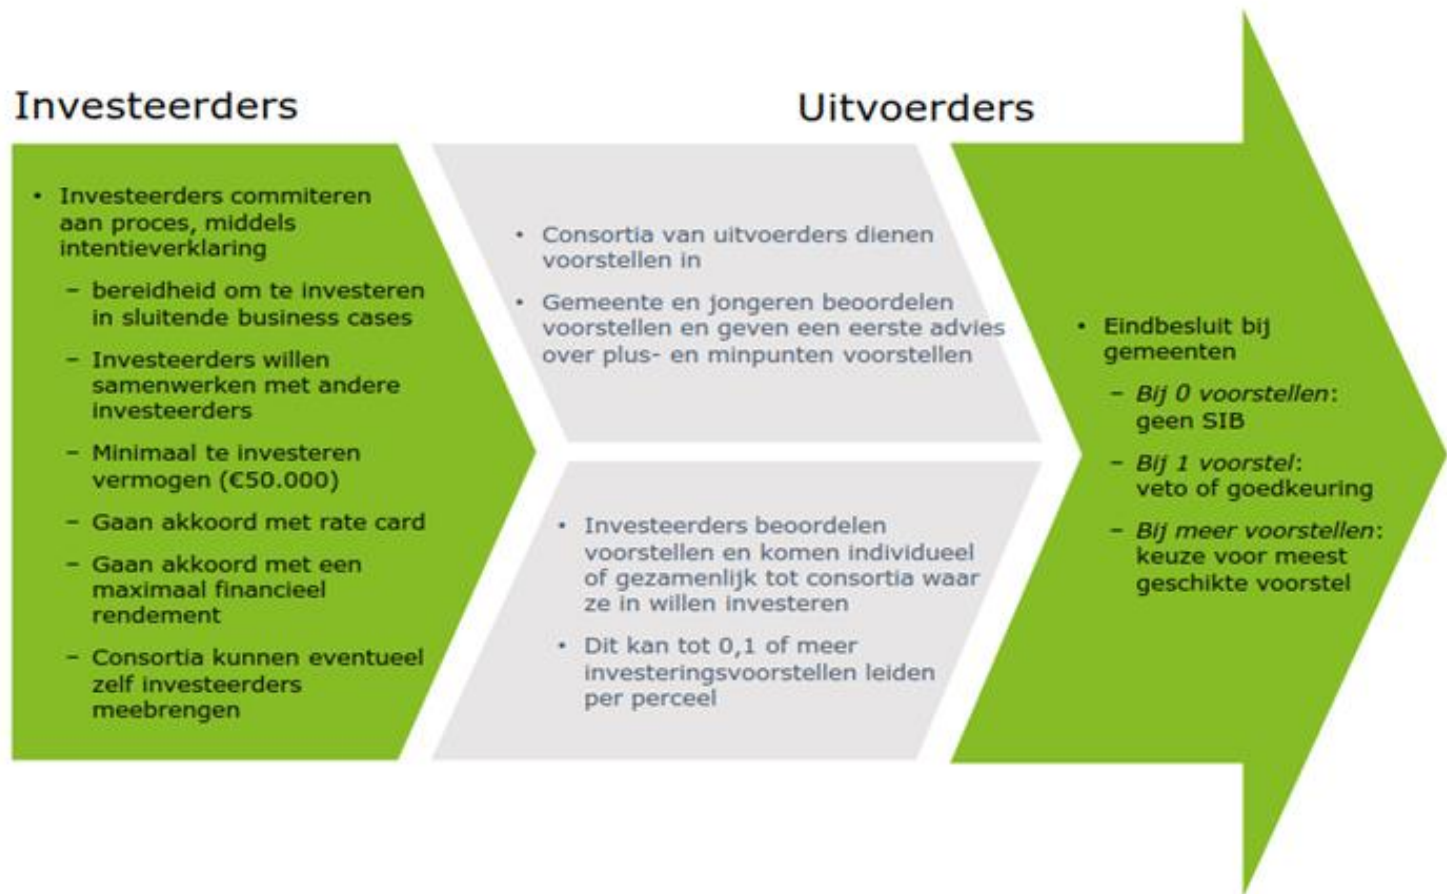 Investeerders
Uitvoerders
• Investeerders commiteren
aan proces, middels
intentieverklaring
– bereidheid om te investeren
in sluitende business cases
– Investeerders willen
samenwerken met andere
investeerders
– Minimaal te investeren
vermogen (€50.000)
– Gaan akkoord met rate card
– Gaan akkoord met een
maximaal financieel
rendement
– Consortia kunnen eventueel
zelf investeerders
meebrengen
• Consortia van uitvoerders dienen
voorstellen in
• Gemeente en jongeren beoordelen
voorstellen en geven een eerste advies
over plus- en minpunten voorstellen
• Investeerders beoordelen
voorstellen en komen individueel
of gezamenlijk tot consortia waar
ze in willen investeren
• Dit kan tot 0,1 of meer
investeringsvoorstellen leiden
per perceel
• Eindbesluit bij
gemeenten
– Bij 0 voorstellen:
geen SIB
– Bij 1 voorstel:
veto of goedkeuring
– Bij meer voorstellen:
keuze voor meest
geschikte voorstel